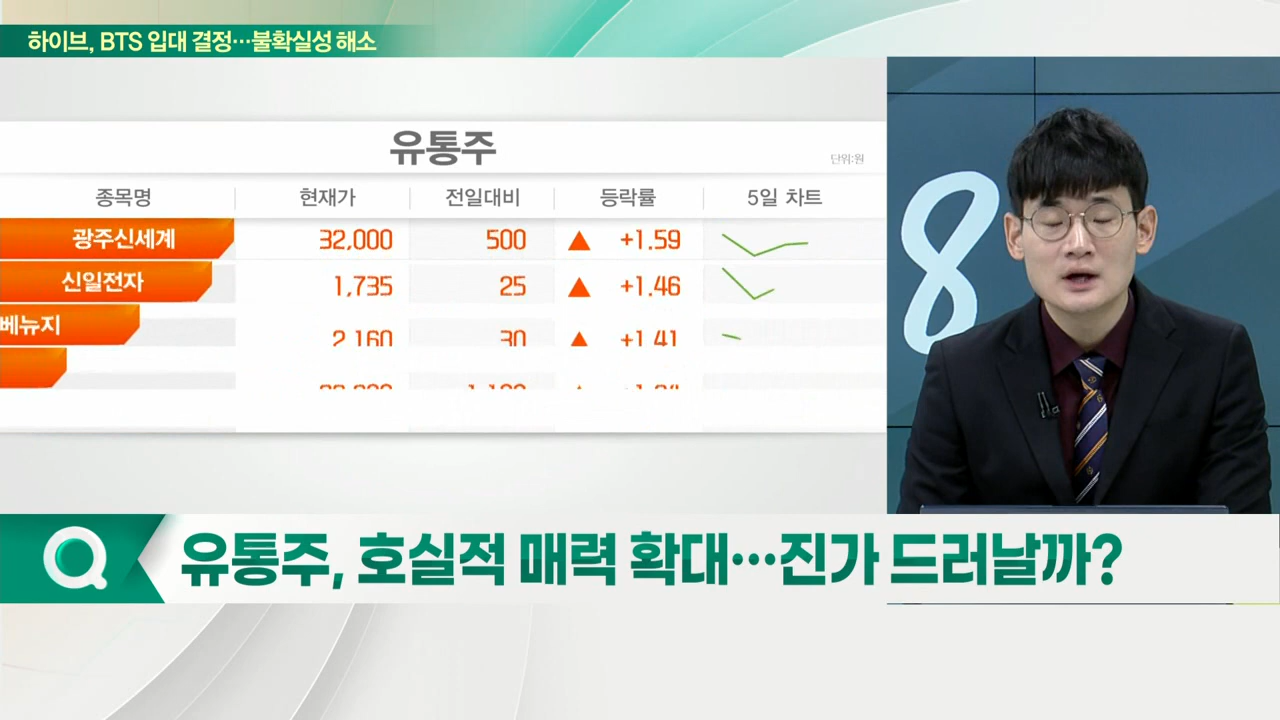 하이브, BTS 입대 결정…불확실성 해소
유통주
단위:원
종목명 현재가 전일대비 등락률 5일 차트
광주신세계 32,000 500 ▲ +1.59
신일전자 1,735 25 ▲ +1.46
베뉴지 2,160 30 ▲ +1.41
8
유통주, 호실적 매력 확대…진가 드러날까?